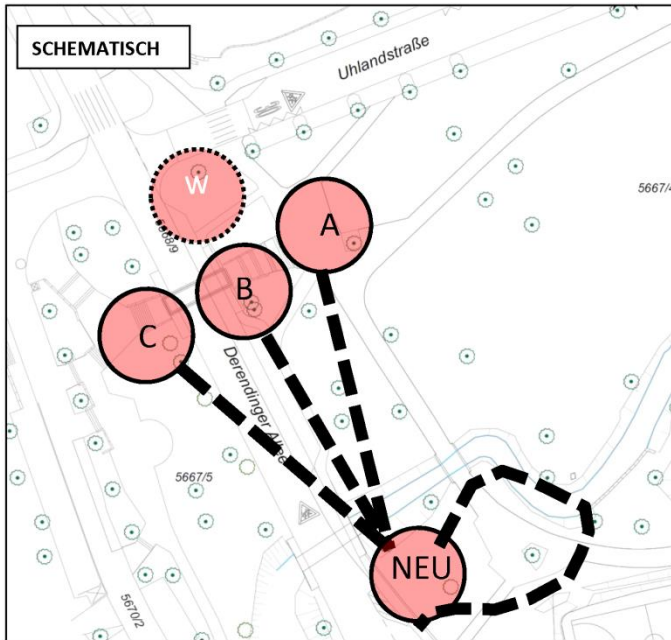 SCHEMATISCH
Uhlandstraße
W
A
5667/4
B
C
Derendinger Allee
5667/5
NEU
5670/2